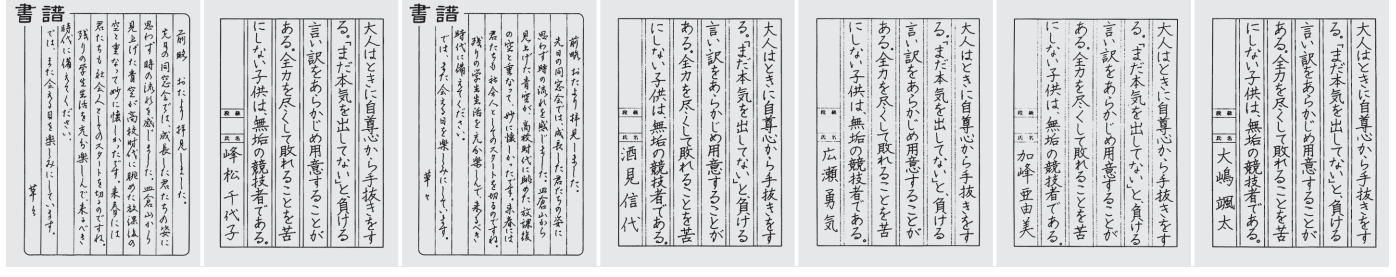 書譜
前略 おたより拝見しました。
先日の同窓会では、成長した君たちの姿に
思わず時の流れを感じました。皿倉山から
見上げた青空が高校時代に眺めた放課後の
空と重なって妙に懐しかったです。来春には
君たちも社会人としてのスタートを切るのですね。
残りの学生生活を充分楽しんで、来るべき
時代に備えてください。
では、また会える日を楽しみにしています。
草々
大人はときに自尊心から手抜きをす
る。「まだ本気を出してない」と、負ける
言い訳をあらかじめ用意することが
ある。全力を尽くして敗れることを苦
にしない子供は、無垢の競技者である。
段級 氏名 峰松千代子
書譜
前略 おたより拝見しました。
先日の同窓会では、成長した君たちの姿に
思わず時の流れを感じました。皿倉山から
見上げた青空が高校時代に眺めた放課後
の空と重なって、妙に懐しかったです。来春には
君たちも社会人としてのスタートを切るのですね。
残りの学生生活を充分楽しんで、来るべき
時代に備えてください。
では、また会える日を楽しみにしています。
草々
大人はときに自尊心から手抜きをす
る。「まだ本気を出してない」と、負ける
言い訳をあらかじめ用意することが
ある。全力を尽くして敗れることを苦
にしない子供は、無垢の競技者である。
段級 氏名 酒見信代
大人はときに自尊心から手抜きをす
る。「まだ本気を出してない」と、負ける
言い訳をあらかじめ用意することが
ある。全力を尽くして敗れることを苦
にしない子供は、無垢の競技者である。
段級 氏名 広瀬勇気
大人はときに自尊心から手抜きをす
る。「まだ本気を出してない」と、負ける
言い訳をあらかじめ用意することが
ある。全力を尽くして敗れることを苦
にしない子供は、無垢の競技者である。
段級 氏名 加峰亜由美
大人はときに自尊心から手抜きをす
る。「まだ本気を出してない」と、負ける
言い訳をあらかじめ用意することが
ある。全力を尽くして敗れることを苦
にしない子供は、無垢の競技者である。
段級 氏名 大嶋颯太